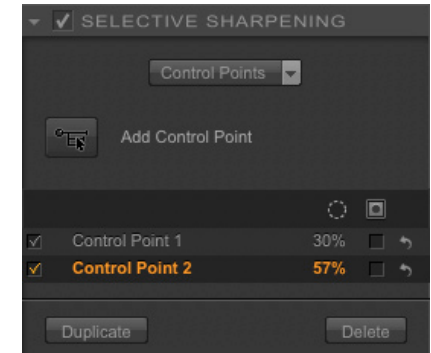 SELECTIVE SHARPENING
Control Points
Add Control Point
Control Point 1 30%
Control Point 2 57%
Duplicate Delete